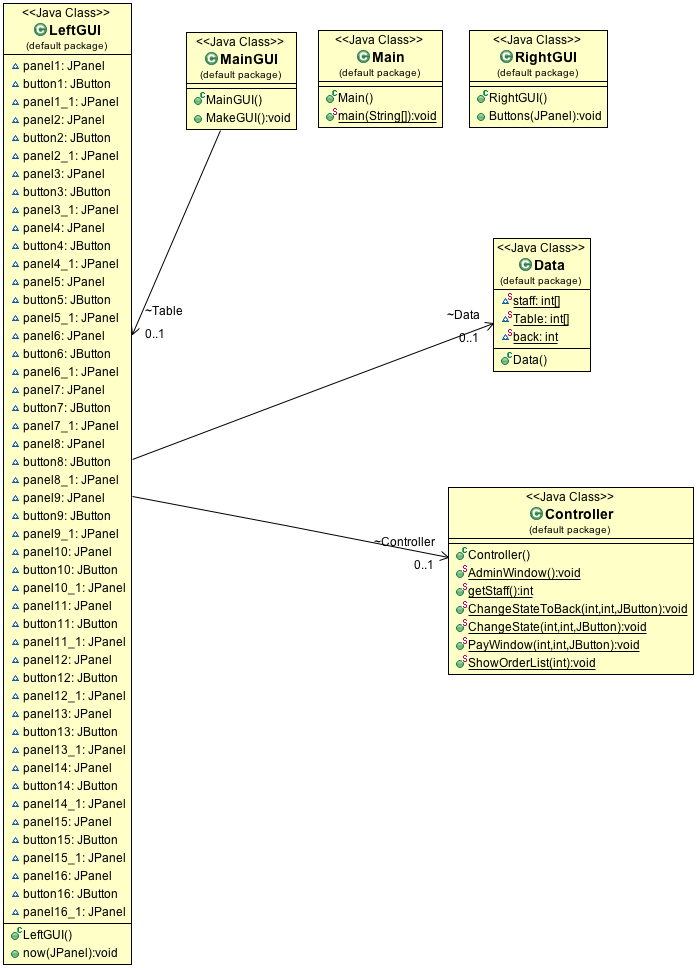 <<Java Class>>
LeftGUI
(default package)
panel1: JPanel
button1: JButton
panel1_1: JPanel
panel2: JPanel
button2: JButton
panel2_1: JPanel
panel3: JPanel
button3: JButton
panel3_1: JPanel
panel4: JPanel
button4: JButton
panel4_1: JPanel
panel5: JPanel
button5: JButton
panel5_1: JPanel
panel6: JPanel
button6: JButton
panel6_1: JPanel
panel7: JPanel
button7: JButton
panel7_1: JPanel
panel8: JPanel
button8: JButton
panel8_1: JPanel
panel9: JPanel
button9: JButton
panel9_1: JPanel
panel10: JPanel
button10: JButton
panel10_1: JPanel
panel11: JPanel
button11: JButton
panel11_1: JPanel
panel12: JPanel
button12: JButton
panel12_1: JPanel
panel13: JPanel
button13: JButton
panel13_1: JPanel
panel14: JPanel
button14: JButton
panel14_1: JPanel
panel15: JPanel
button15: JButton
panel15_1: JPanel
panel16: JPanel
button16: JButton
panel16_1: JPanel
LeftGUI()
now(JPanel):void
<<Java Class>>
MainGUI
(default package)
MainGUI()
MakeGUI():void
<<Java Class>>
Main
(default package)
Main()
main(String[]):void
<<Java Class>>
RightGUI
(default package)
RightGUI()
Buttons(JPanel):void
~Table
0..1
~Data
0..1
<<Java Class>>
Data
(default package)
staff: int[]
Table: int[]
back: int
Data()
~Controller
0..1
<<Java Class>>
Controller
(default package)
Controller()
AdminWindow():void
getStaff():int
ChangeStateToBack(int,int,JButton):void
ChangeState(int,int,JButton):void
PayWindow(int,int,JButton):void
ShowOrderList(int):void